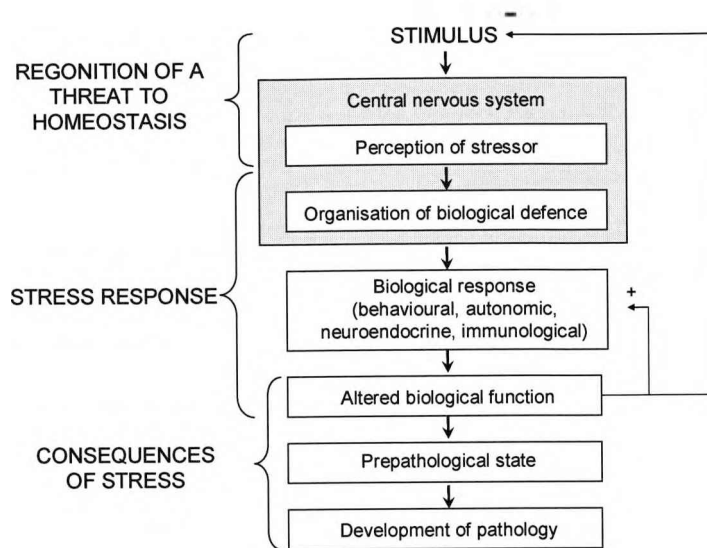 -
STIMULUS
REGONITION OF A
THREAT TO
HOMEOSTASIS
Central nervous system
Perception of stressor
Organisation of biological defence
STRESS RESPONSE
Biological response
(behavioural, autonomic,
neuroendocrine, immunological)
+
Altered biological function
CONSEQUENCES
OF STRESS
Prepathological state
Development of pathology